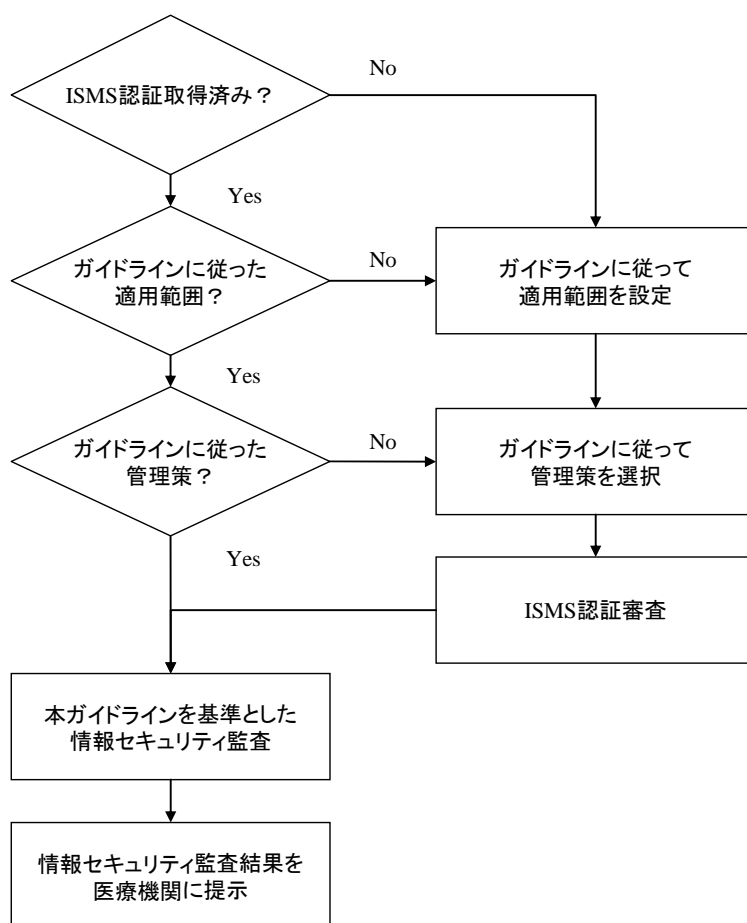 No
ISMS認証取得済み？
Yes
ガイドラインに従った
適用範囲？
No
ガイドラインに従って
適用範囲を設定
Yes
ガイドラインに従った
管理策？
No
ガイドラインに従って
管理策を選択
Yes
ISMS認証審査
本ガイドラインを基準とした
情報セキュリティ監査
情報セキュリティ監査結果を
医療機関に提示